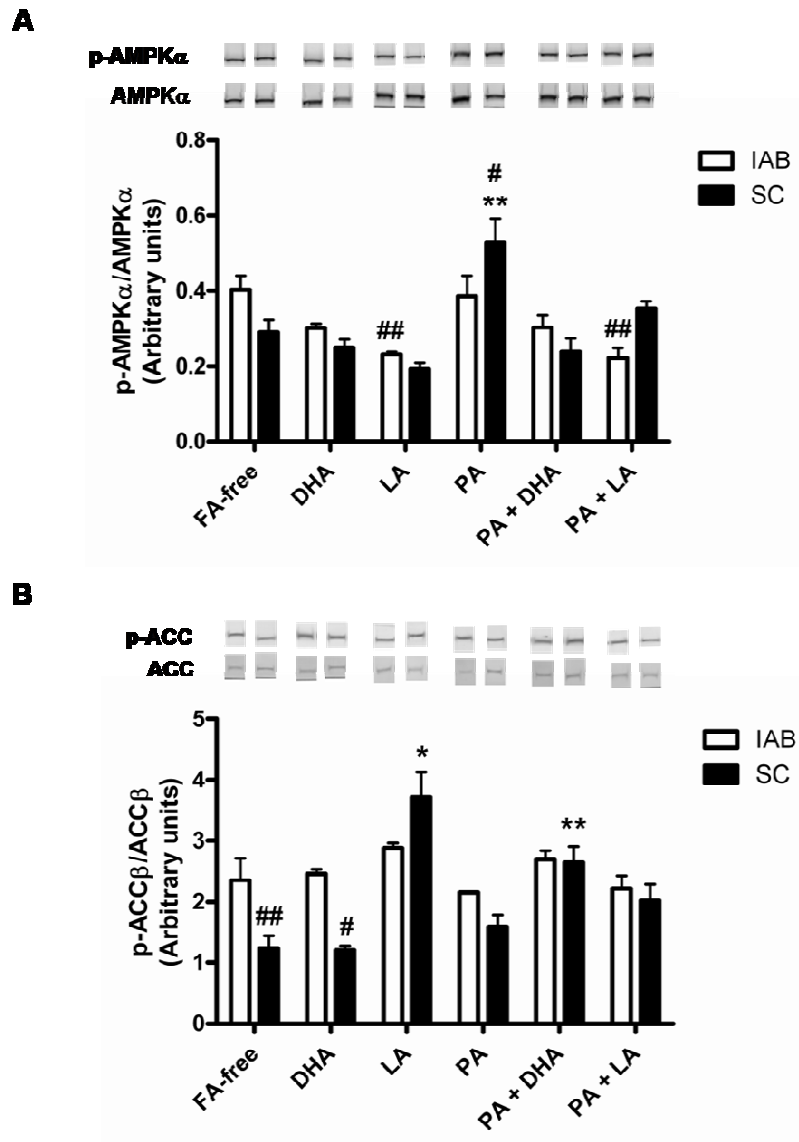 A
p-AMPKα
AMPKα
p-AMPKα/AMPKα
(Arbitrary units)
0.8
0.6
0.4
0.2
0.0
##
#
**
##
IAB
SC
FA-free
DHA
LA
PA
PA + DHA
PA + LA
B
p-ACC
ACC
p-ACCβ/ACCβ
(Arbitrary units)
5
4
3
2
1
0
##
#
*
**
IAB
SC
FA-free
DHA
LA
PA
PA + DHA
PA + LA